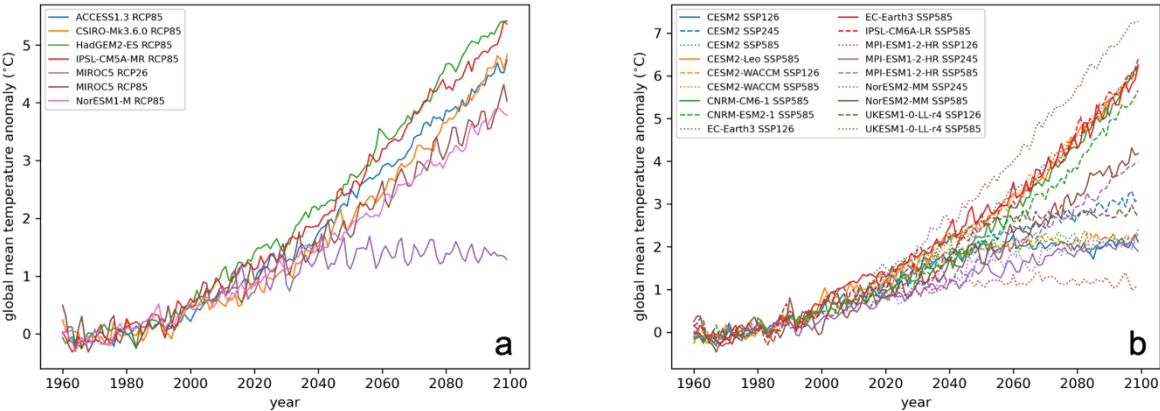 global mean temperature anomaly (°C)
ACCESS1.3 RCP85
CSIRO-Mk3.6.0 RCP85
HadGEM2-ES RCP85
IPSL-CM5A-MR RCP85
MIROC5 RCP26
MIROC5 RCP85
NorESM1-M RCP85
5
4
3
2
1
0
a
1960 1980 2000 2020 2040 2060 2080 2100
year
global mean temperature anomaly (°C)
CESM2 SSP126
CESM2 SSP245
CESM2 SSP585
CESM2-Leo SSP585
CESM2-WACCM SSP126
CESM2-WACCM SSP585
CNRM-CM6-1 SSP585
CNRM-ESM2-1 SSP585
EC-Earth3 SSP126
EC-Earth3 SSP585
IPSL-CM6A-LR SSP585
MPI-ESM1-2-HR SSP126
MPI-ESM1-2-HR SSP245
MPI-ESM1-2-HR SSP585
NorESM2-MM SSP245
NorESM2-MM SSP585
UKESM1-0-LL-r4 SSP126
UKESM1-0-LL-r4 SSP585
7
6
5
4
3
2
1
0
b
1960 1980 2000 2020 2040 2060 2080 2100
year